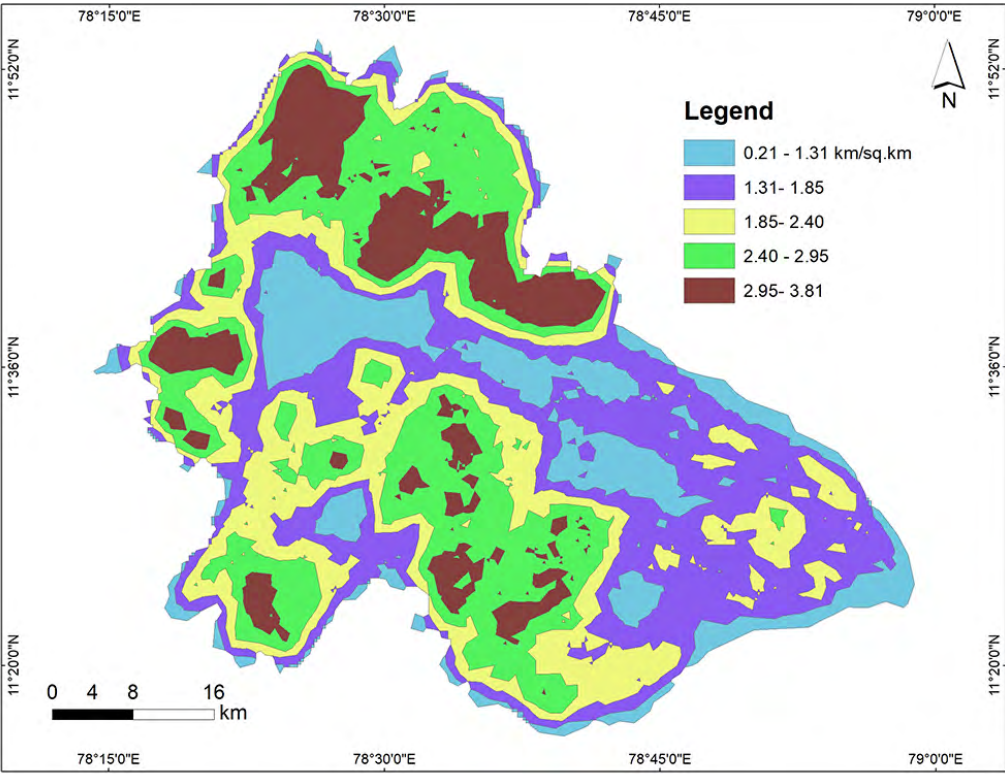 78°15'0"E 78°30'0"E 78°45'0"E 79°0'0"E
11°52'0"N 11°52'0"N
N
Legend
0.21 - 1.31 km/sq.km
1.31- 1.85
1.85- 2.40
2.40 - 2.95
2.95- 3.81
11°36'0"N 11°36'0"N
11°20'0"N 11°20'0"N
0 4 8 16
km
78°15'0"E 78°30'0"E 78°45'0"E 79°0'0"E